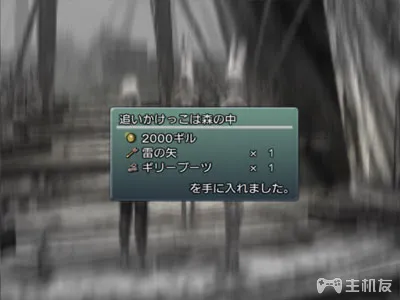 追いかけっこは森の中
2000ギル
雷の矢 × 1
ギリーブーツ × 1
を手に入れました。
主机友